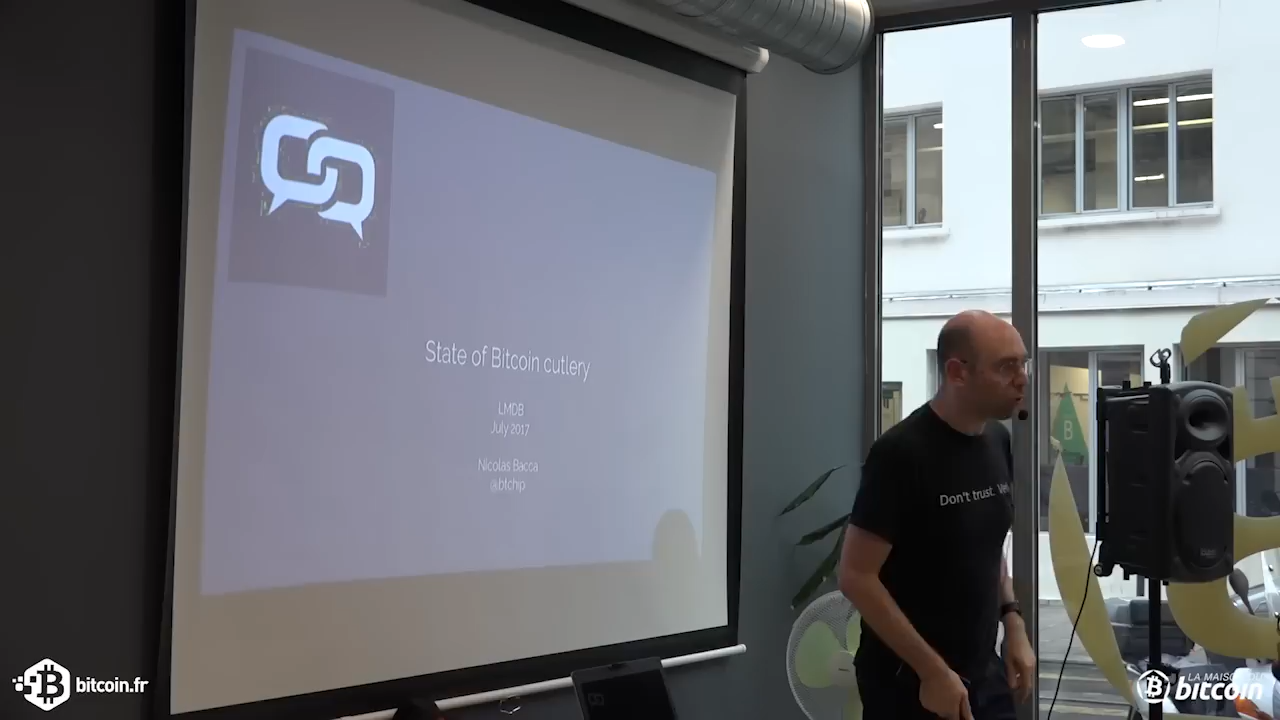 State of Bitcoin cutlery
LMDB
July 2017
Nicolas Bacca
@btchip
Don't trust.
B
bitcoin.fr
LA MAISON DU
bitcoin